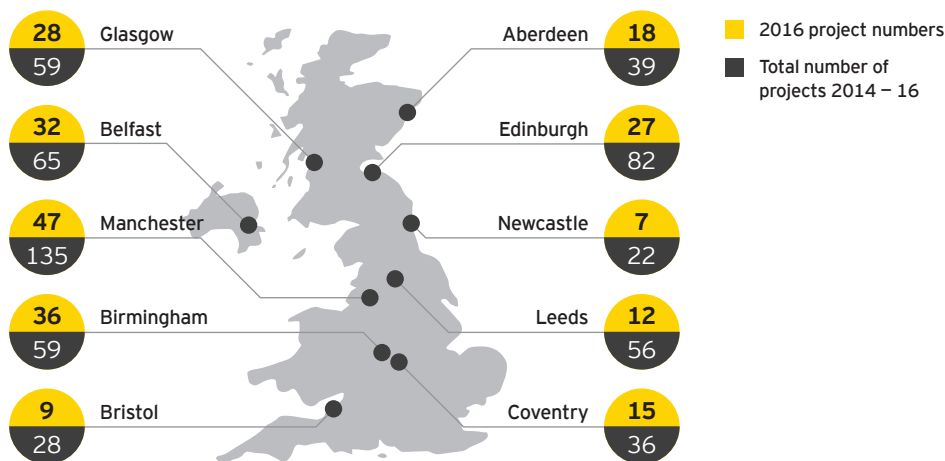 28
59
Glasgow
Aberdeen
18
39
2016 project numbers
Total number of
projects 2014 – 16
32
65
Belfast
Edinburgh
27
82
47
135
Manchester
Newcastle
7
22
36
59
Birmingham
Leeds
12
56
9
28
Bristol
Coventry
15
36